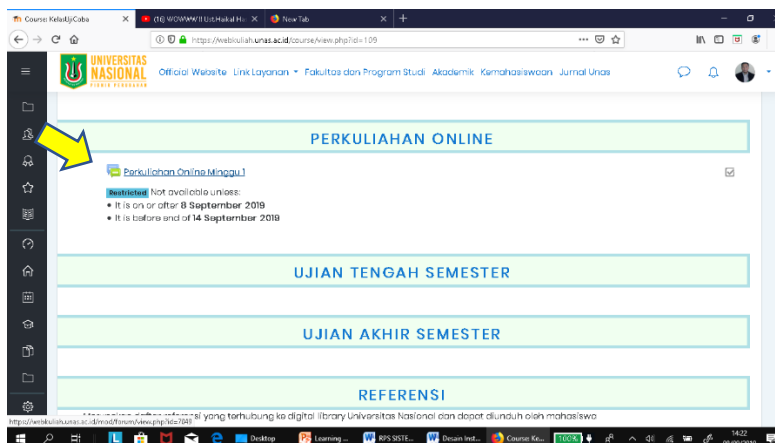 Course: KelasUjiCoba
(16) WOWWW !! Ust.Haikal H
New Tab
https://webkuliah.unas.ac.id/course/view.php?id=109
UNIVERSITAS
NASIONAL
Official Website Link Layanan Fakultas dan Program Studi Akademik Kemahasiswaan Jurnal Unas
PERKULIAHAN ONLINE
Perkuliahan Online Minggu 1
Restricted Not available unless:
• It is on or after 8 September 2019
• It is before end of 14 September 2019
UJIAN TENGAH SEMESTER
UJIAN AKHIR SEMESTER
REFERENSI
daftar referensi yang terhubung ke digital library Universitas Nasional dan dapat diunduh oleh mahasiswa
https://webkuliah.unas.ac.id/mod/forum/view.php?id=7049
Desktop
Learning ...
RPS SISTE...
Desain Inst...
Course: Ke...
100%
14:22